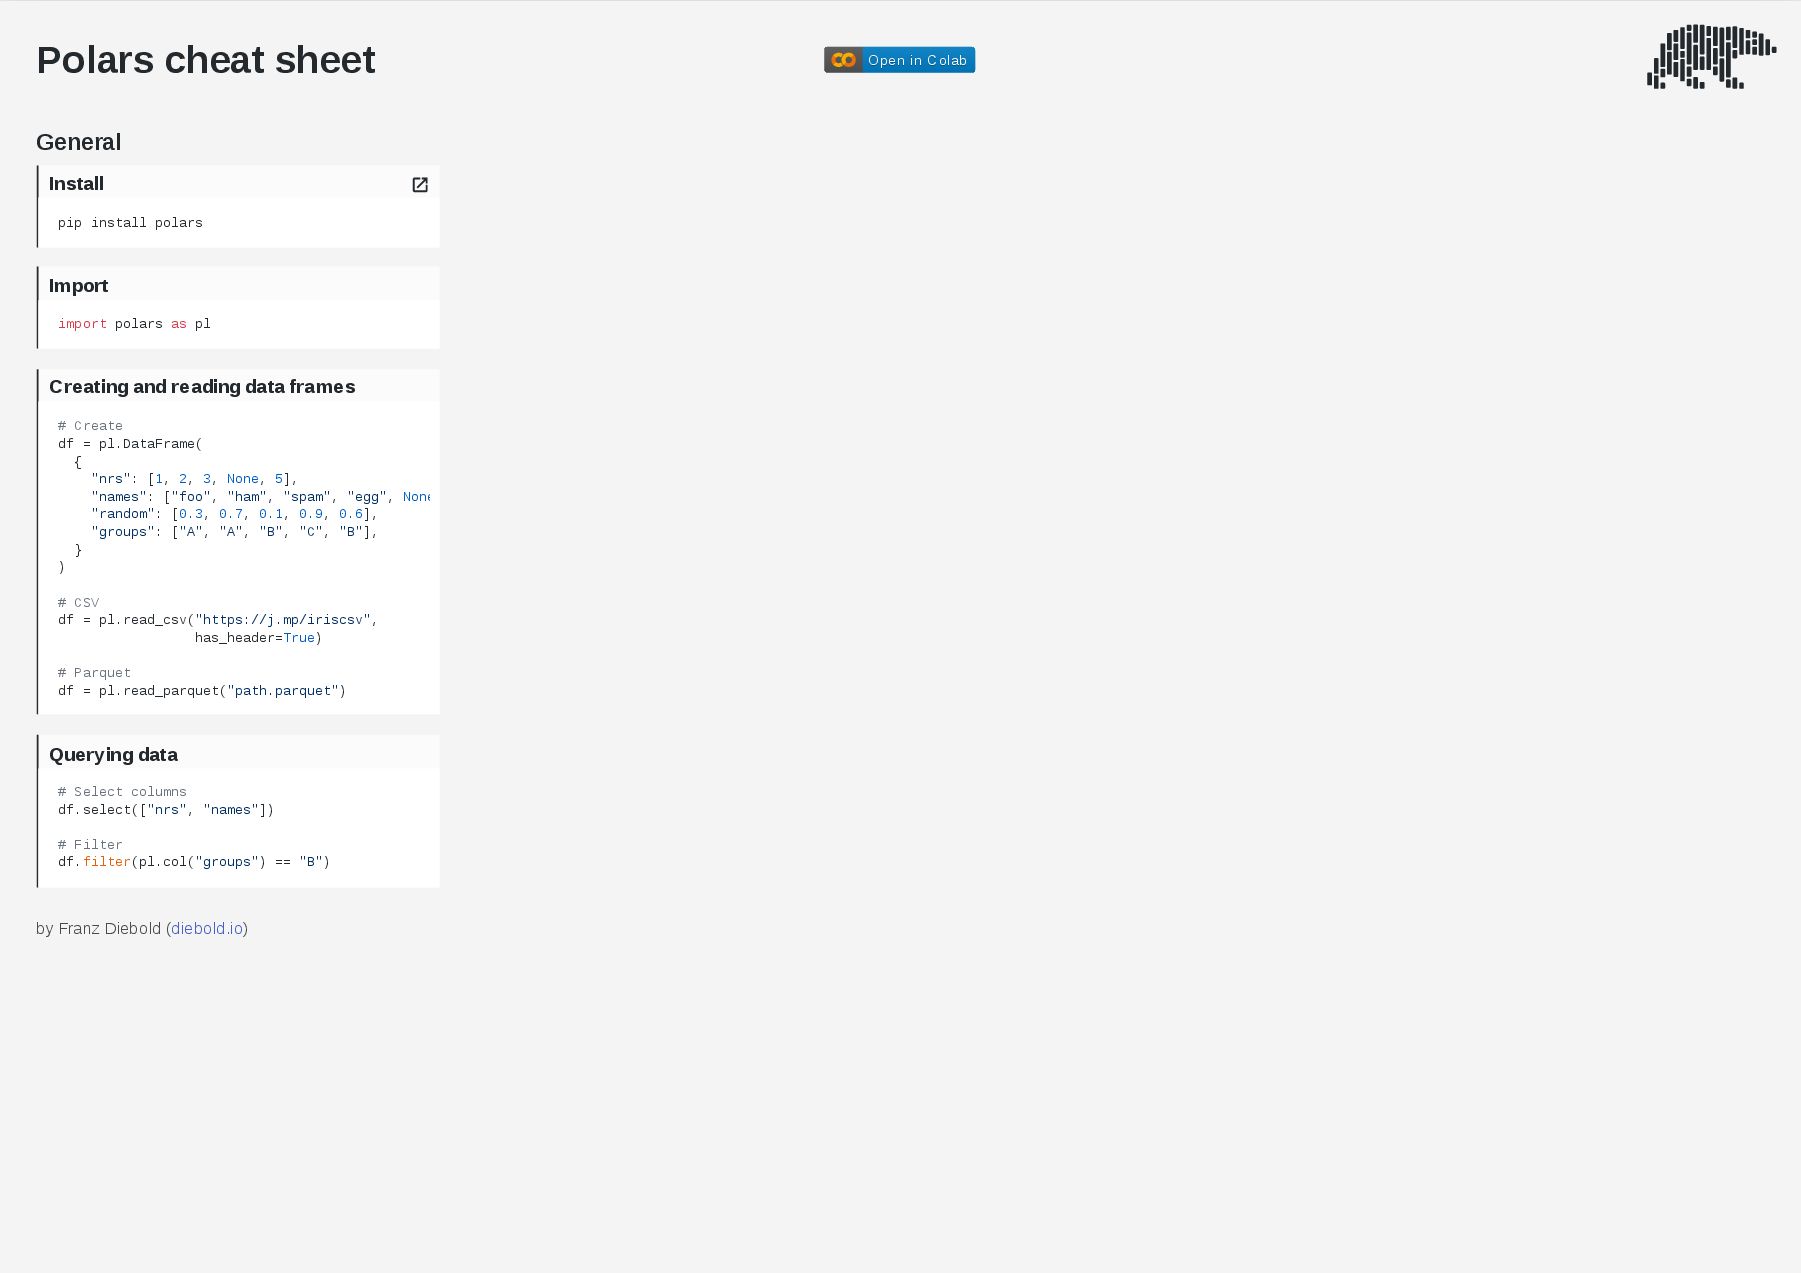 Polars cheat sheet
Open in Colab
General
Install
pip install polars
Import
import polars as pl
Creating and reading data frames
# Create
df = pl.DataFrame(
  {
    "nrs": [1, 2, 3, None, 5],
    "names": ["foo", "ham", "spam", "egg", None
    "random": [0.3, 0.7, 0.1, 0.9, 0.6],
    "groups": ["A", "A", "B", "C", "B"],
  }
)
# CSV
df = pl.read_csv("https://j.mp/iriscsv",
                 has_header=True)
# Parquet
df = pl.read_parquet("path.parquet")
Querying data
# Select columns
df.select(["nrs", "names"])
# Filter
df.filter(pl.col("groups") == "B")
by Franz Diebold (diebold.io)